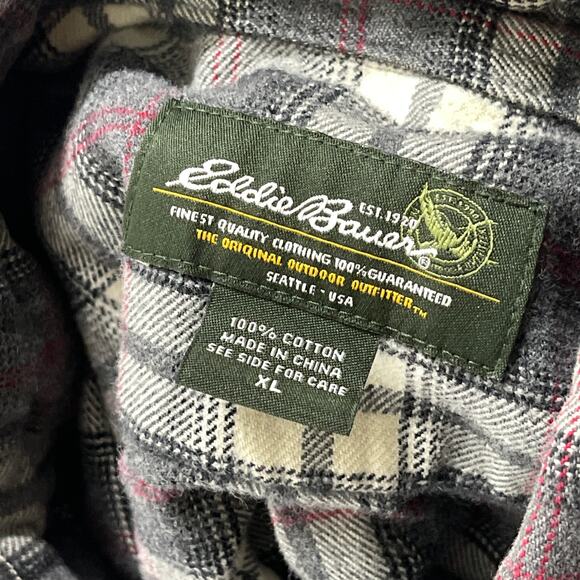 Eddie Bauer®
EST. 1920
FINEST QUALITY CLOTHING 100% GUARANTEED
THE ORIGINAL OUTDOOR OUTFITTER™
SEATTLE - USA
100% COTTON
MADE IN CHINA
SEE SIDE FOR CARE
XL